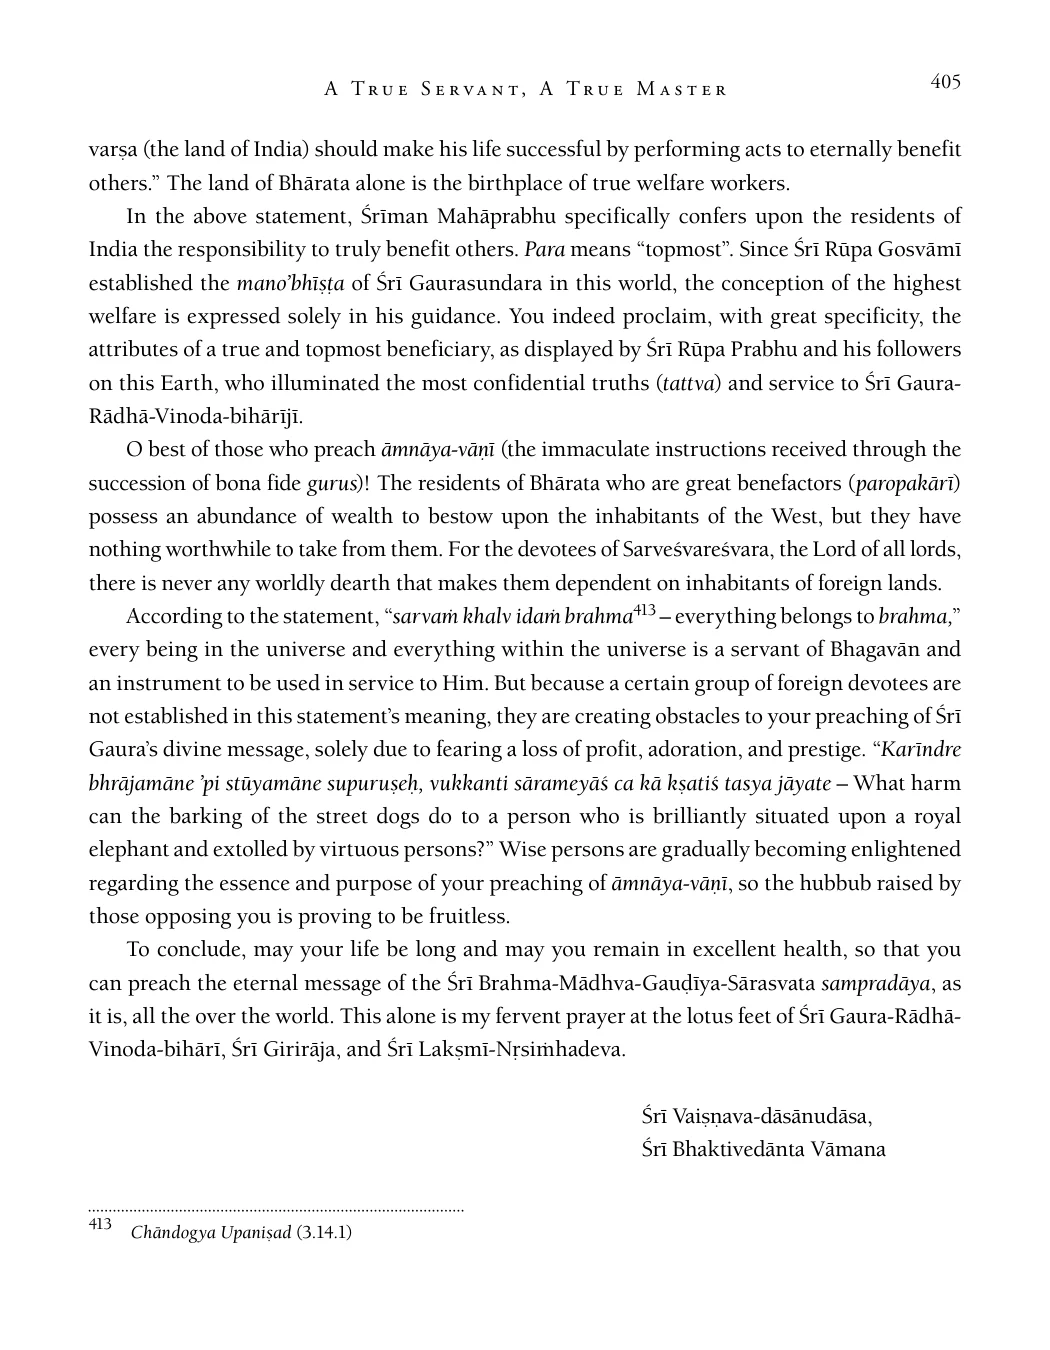 A True Servant, A True Master 405
varṣa (the land of India) should make his life successful by performing acts to eternally benefit
others.” The land of Bhārata alone is the birthplace of true welfare workers.
In the above statement, Śrīman Mahāprabhu specifically confers upon the residents of
India the responsibility to truly benefit others. Para means “topmost”. Since Śrī Rūpa Gosvāmī
established the mano’bhīṣṭa of Śrī Gaurasundara in this world, the conception of the highest
welfare is expressed solely in his guidance. You indeed proclaim, with great specificity, the
attributes of a true and topmost beneficiary, as displayed by Śrī Rūpa Prabhu and his followers
on this Earth, who illuminated the most confidential truths (tattva) and service to Śrī Gaura-
Rādhā-Vinoda-bihārījī.
O best of those who preach āmnāya-vāṇī (the immaculate instructions received through the
succession of bona fide gurus)! The residents of Bhārata who are great benefactors (paropakārī)
possess an abundance of wealth to bestow upon the inhabitants of the West, but they have
nothing worthwhile to take from them. For the devotees of Sarveśvareśvara, the Lord of all lords,
there is never any worldly dearth that makes them dependent on inhabitants of foreign lands.
According to the statement, “sarvaṁ khalv idaṁ brahma413 – everything belongs to brahma,”
every being in the universe and everything within the universe is a servant of Bhagavān and
an instrument to be used in service to Him. But because a certain group of foreign devotees are
not established in this statement’s meaning, they are creating obstacles to your preaching of Śrī
Gaura’s divine message, solely due to fearing a loss of profit, adoration, and prestige. “Karīndre
bhrājamāne ’pi stūyamāne supuruṣeḥ, vukkanti sārameyāś ca kā kṣatiś tasya jāyate – What harm
can the barking of the street dogs do to a person who is brilliantly situated upon a royal
elephant and extolled by virtuous persons?” Wise persons are gradually becoming enlightened
regarding the essence and purpose of your preaching of āmnāya-vāṇī, so the hubbub raised by
those opposing you is proving to be fruitless.
To conclude, may your life be long and may you remain in excellent health, so that you
can preach the eternal message of the Śrī Brahma-Mādhva-Gauḍīya-Sārasvata sampradāya, as
it is, all the over the world. This alone is my fervent prayer at the lotus feet of Śrī Gaura-Rādhā-
Vinoda-bihārī, Śrī Girirāja, and Śrī Lakṣmī-Nṛsiṁhadeva.
Śrī Vaiṣṇava-dāsānudāsa,
Śrī Bhaktivedānta Vāmana
413 Chāndogya Upaniṣad (3.14.1)